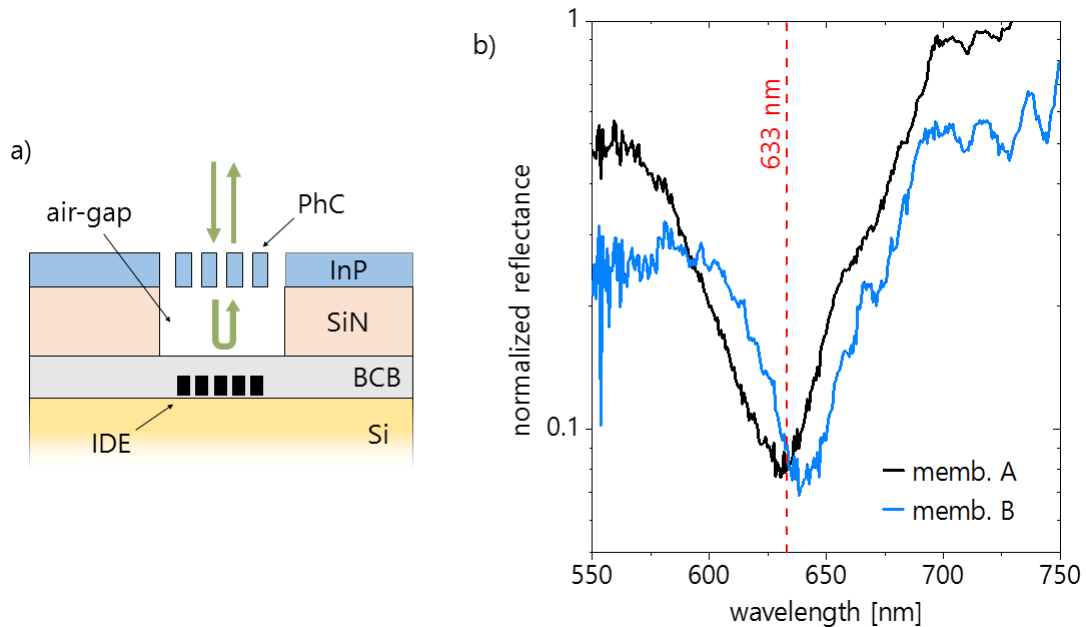 a)
air-gap
PhC
InP
SiN
BCB
IDE
Si
b)
normalized reflectance
1
0.1
633 nm
memb. A
memb. B
550
600
650
700
750
wavelength [nm]